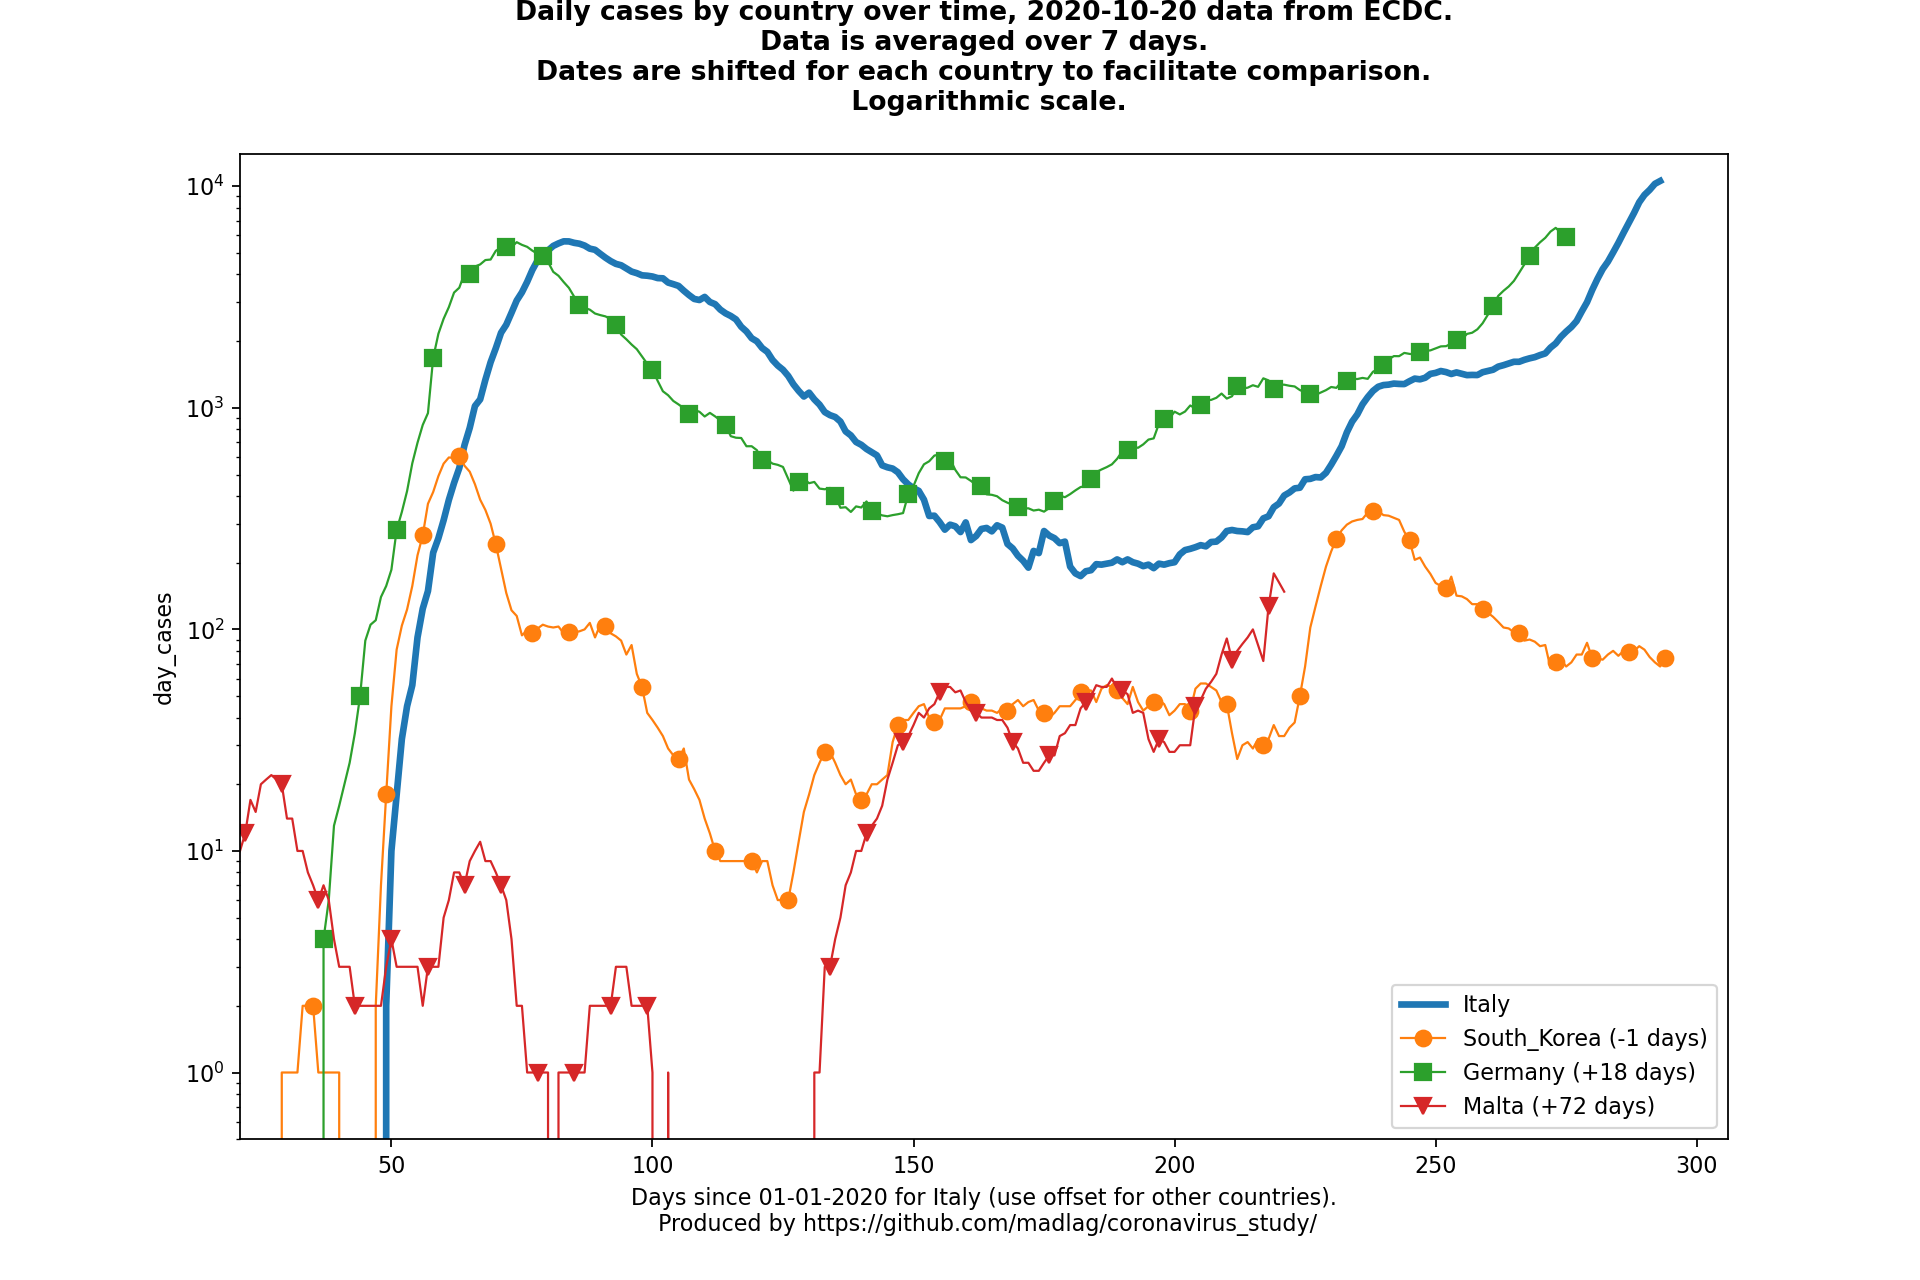 Daily cases by country over time, 2020-10-20 data from ECDC.
Data is averaged over 7 days.
Dates are shifted for each country to facilitate comparison.
Logarithmic scale.
10^4
10^3
10^2
10^1
10^0
day_cases
50
100
150
200
250
300
Italy
South_Korea (-1 days)
Germany (+18 days)
Malta (+72 days)
Days since 01-01-2020 for Italy (use offset for other countries).
Produced by https://github.com/madlag/coronavirus_study/